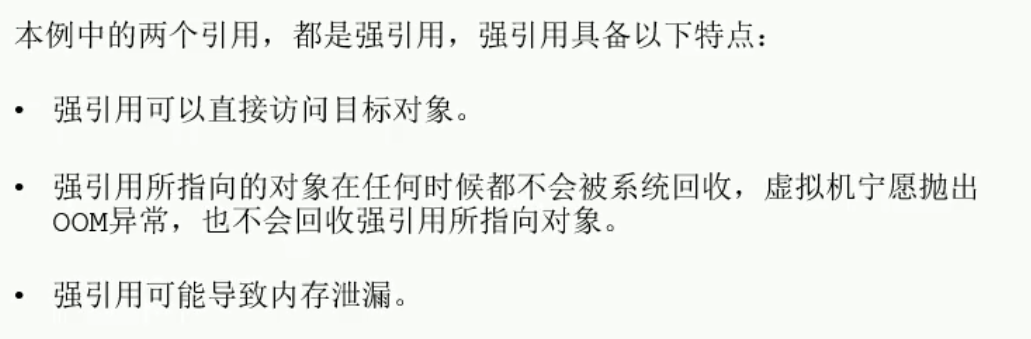 本例中的两个引用，都是强引用，强引用具备以下特点：
• 强引用可以直接访问目标对象。
• 强引用所指向的对象在任何时候都不会被系统回收，虚拟机宁愿抛出
OOM异常，也不会回收强引用所指向对象。
• 强引用可能导致内存泄漏。